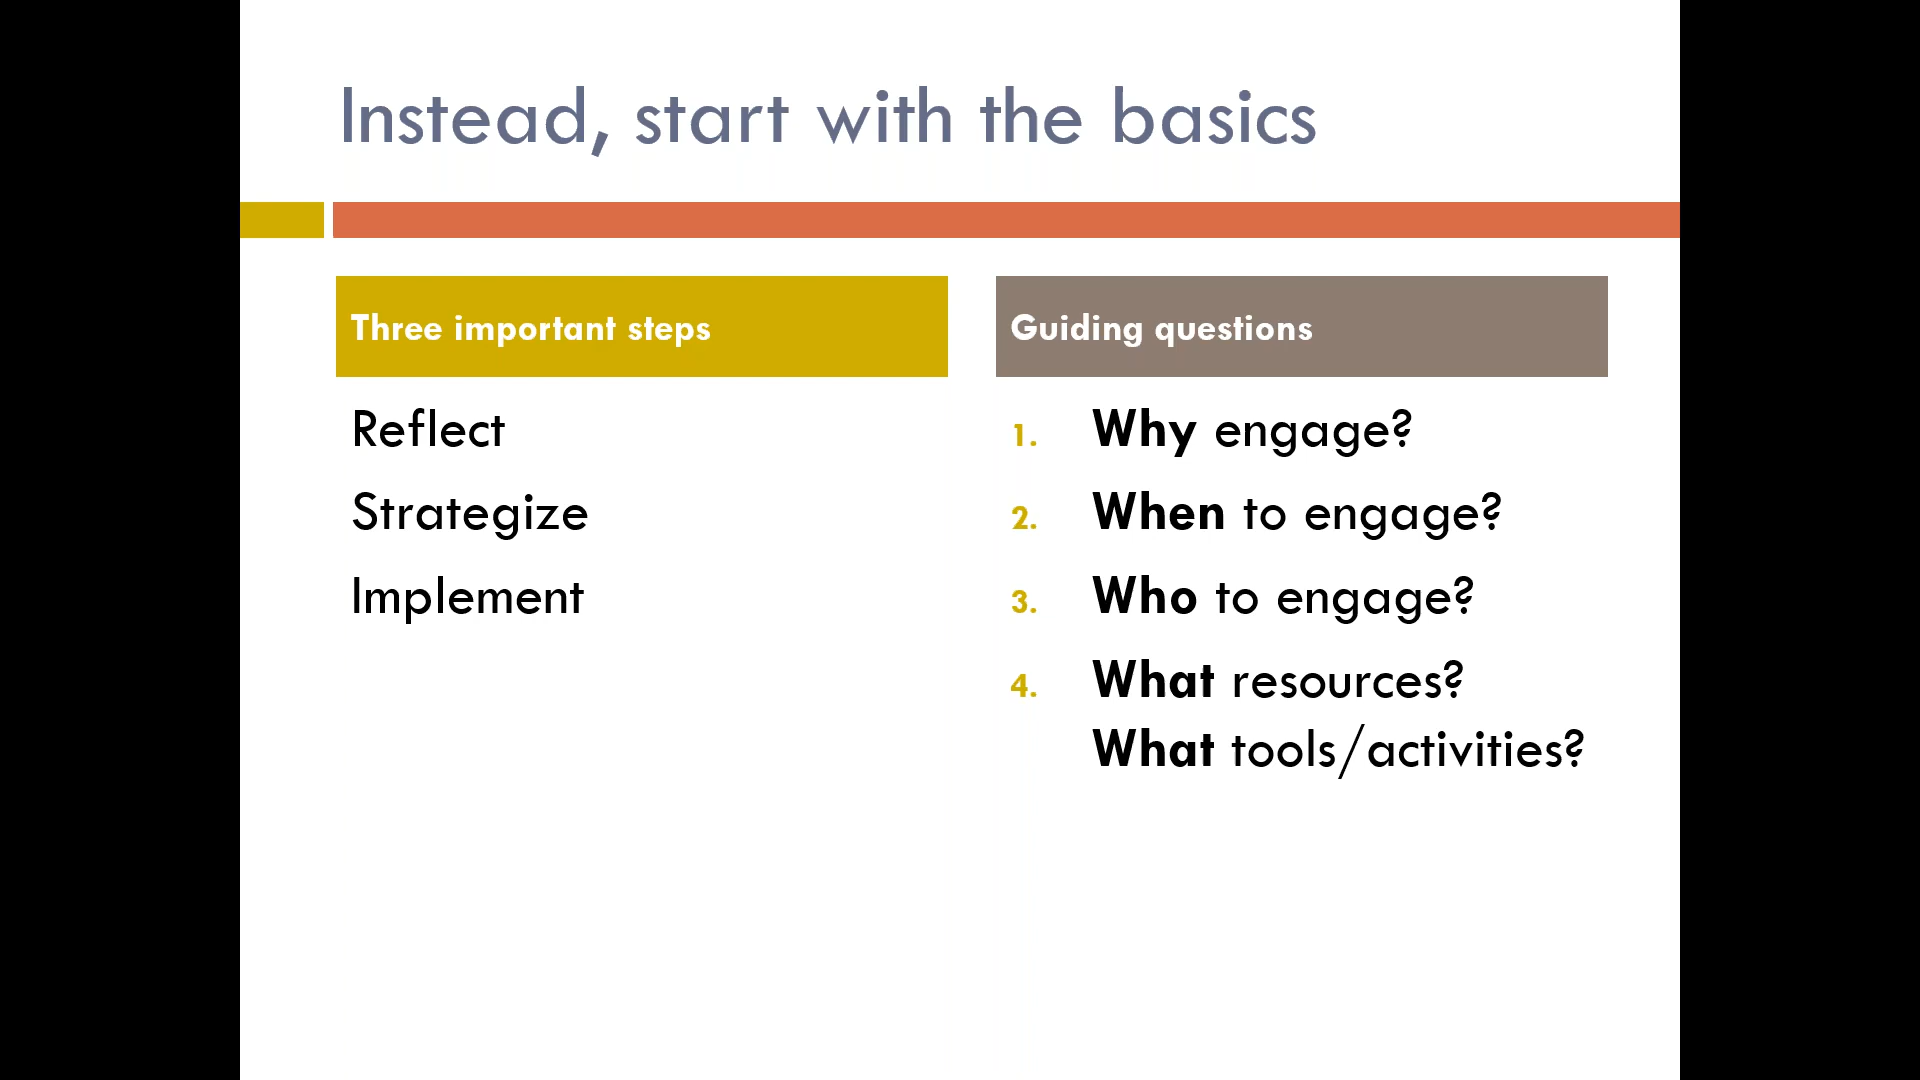 Instead, start with the basics
Three important steps
Reflect
Strategize
Implement
Guiding questions
1. Why engage?
2. When to engage?
3. Who to engage?
4. What resources?
What tools/activities?